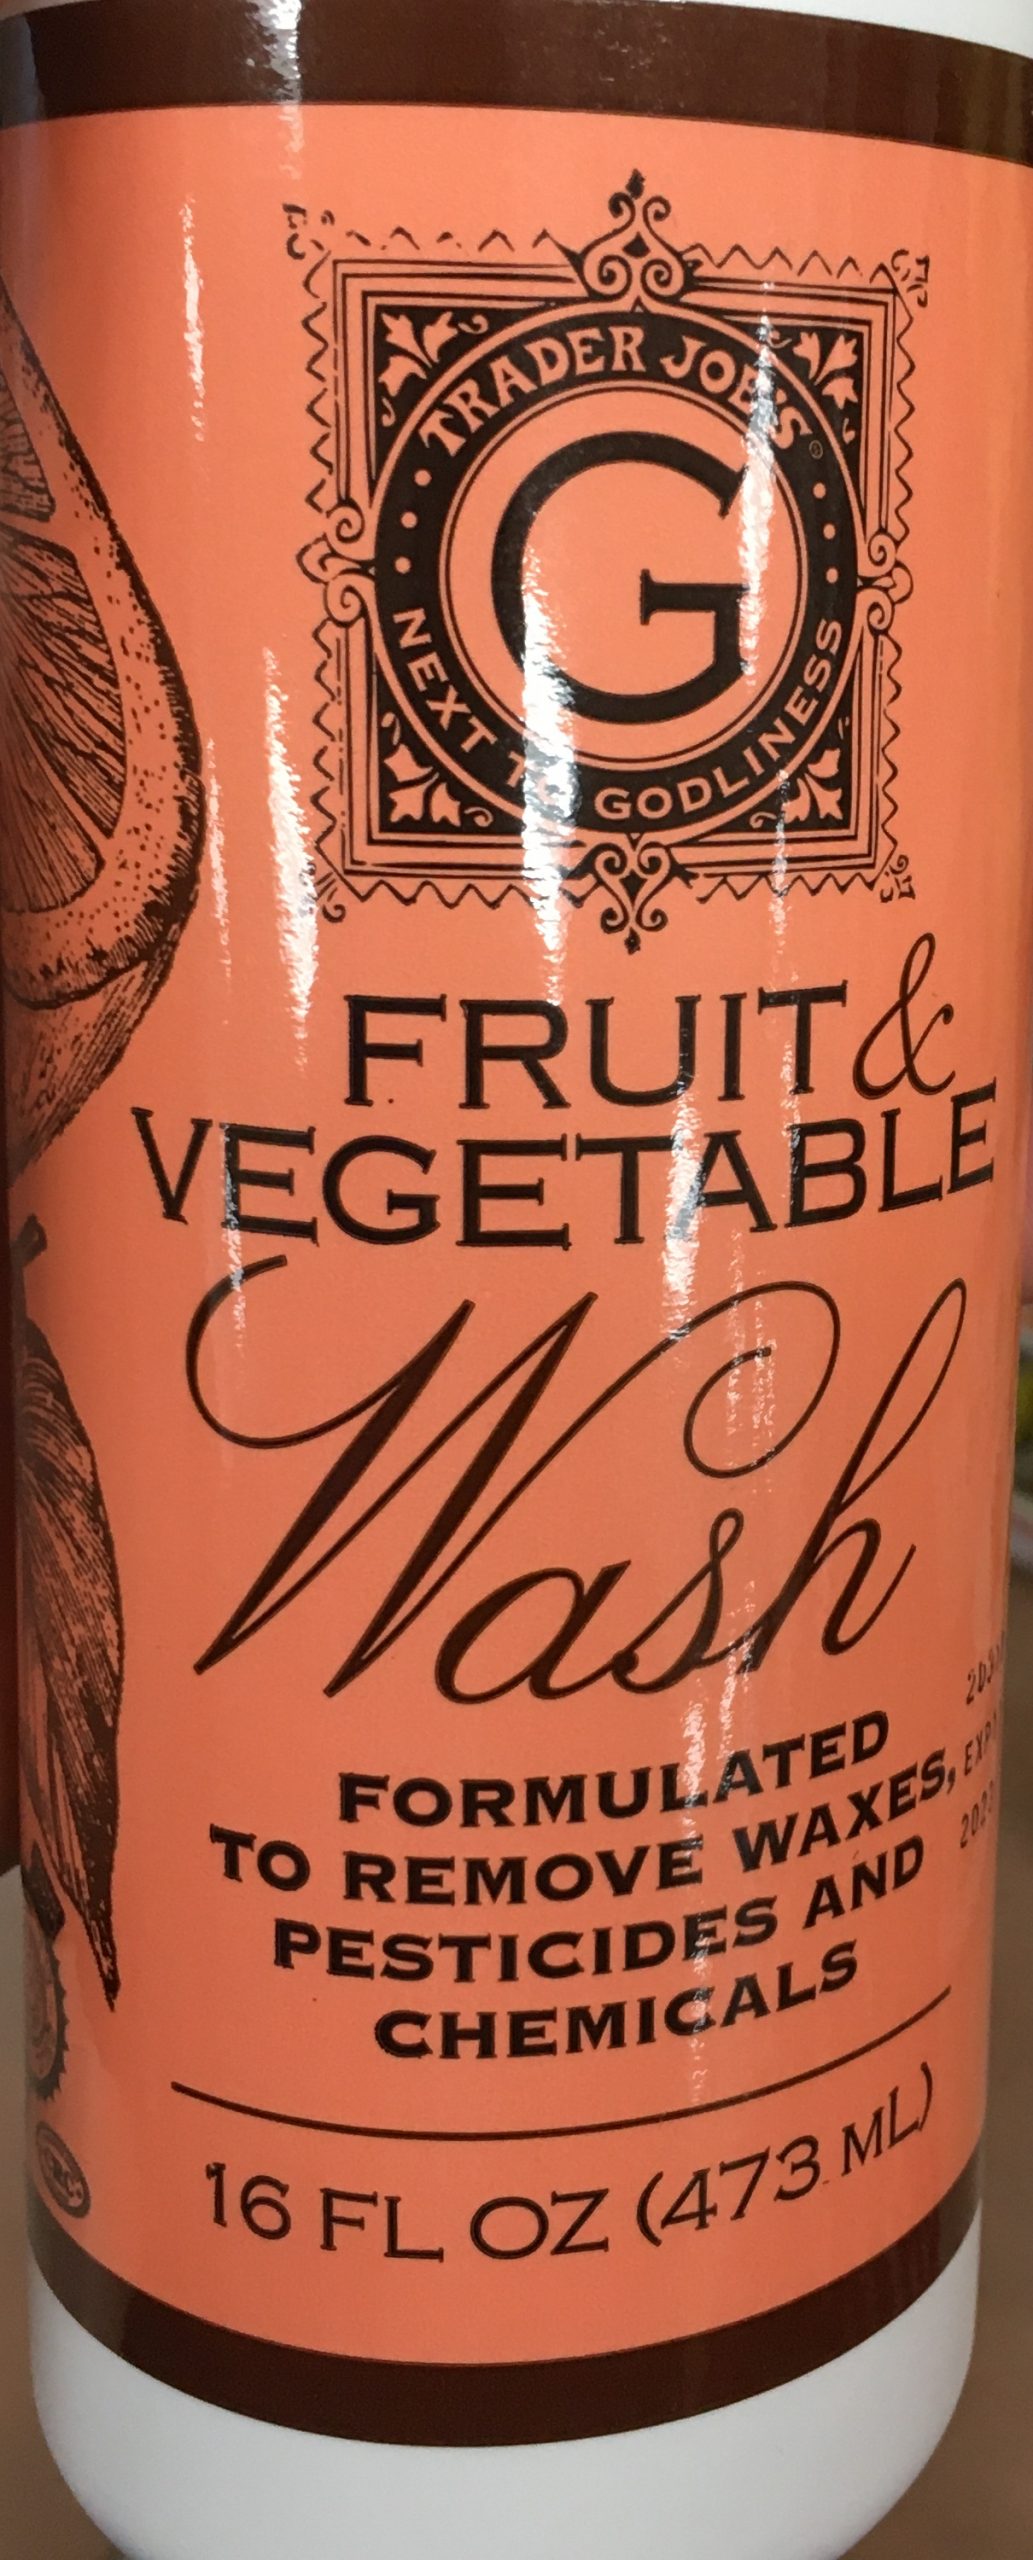 TRADER JOE'S
G
NEXT TO GODLINESS
FRUIT &
VEGETABLE
Wash
FORMULATED
TO REMOVE WAXES,
PESTICIDES AND
CHEMICALS
16 FL OZ (473 ML)